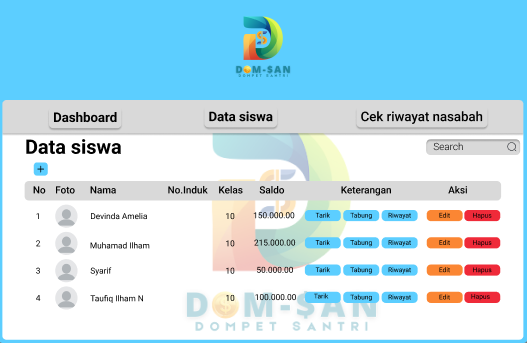 DOM-SAN
DOMPET SANTRI
Dashboard Data siswa Cek riwayat nasabah
Data siswa Search
+
No Foto Nama No.Induk Kelas Saldo Keterangan Aksi
1 Devinda Amelia 10 150.000.00 Tarik Tabung Riwayat Edit Hapus
2 Muhamad Ilham 10 215.000.00 Tarik Tabung Riwayat Edit Hapus
3 Syarif 10 50.000.00 Tarik Tabung Riwayat Edit Hapus
4 Taufiq Ilham N 10 100.000.00 Tarik Tabung Riwayat Edit Hapus
DOM-SAN
DOMPET SANTRI